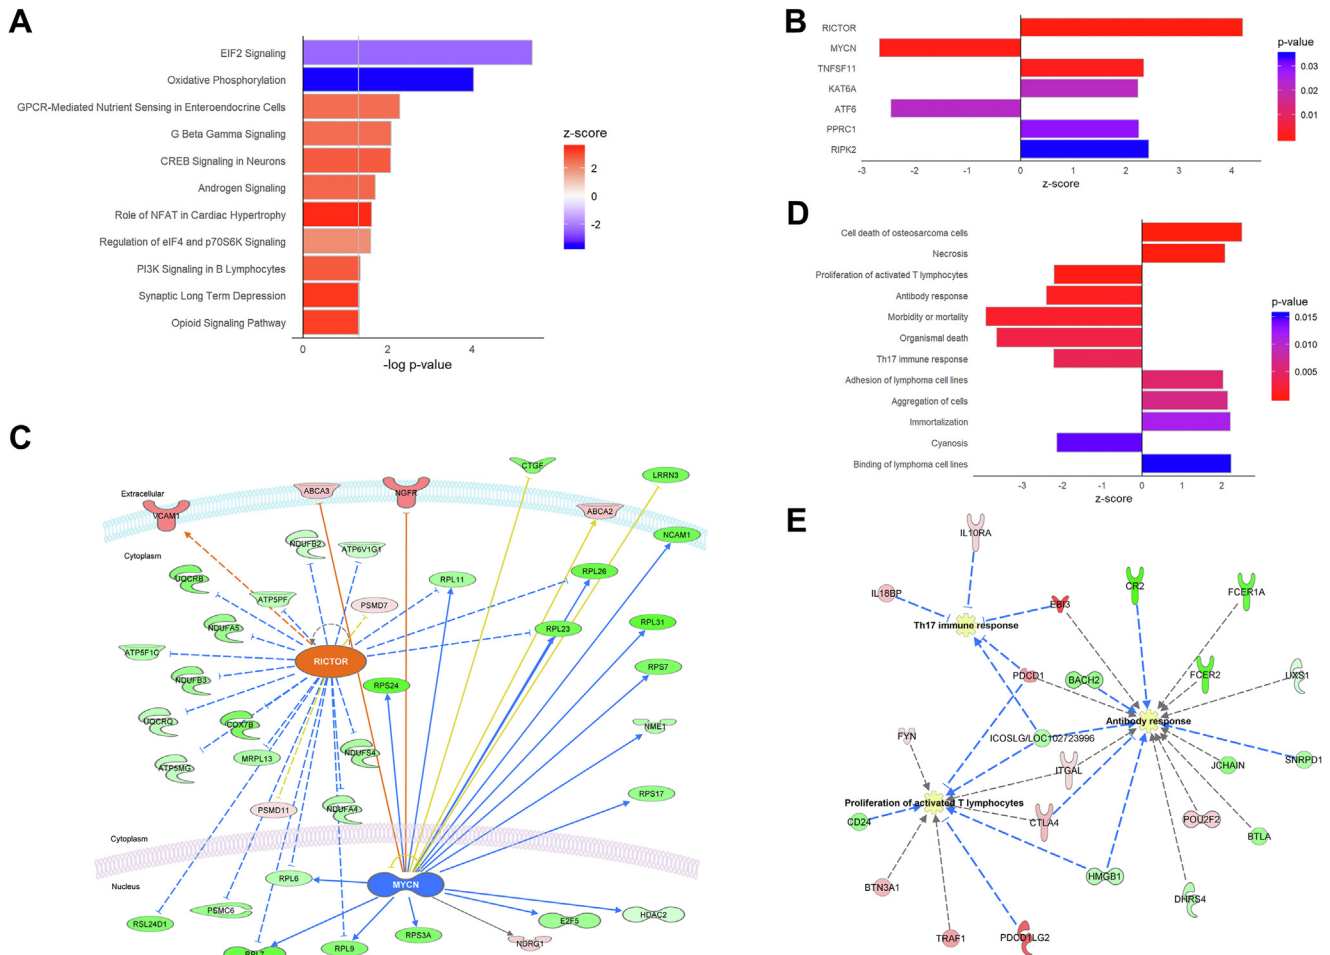 A
EIF2 Signaling
Oxidative Phosphorylation
GPCR-Mediated Nutrient Sensing in Enteroendocrine Cells
G Beta Gamma Signaling
CREB Signaling in Neurons
Androgen Signaling
Role of NFAT in Cardiac Hypertrophy
Regulation of eIF4 and p70S6K Signaling
PI3K Signaling in B Lymphocytes
Synaptic Long Term Depression
Opioid Signaling Pathway
0 2 4
-log p-value
z-score
2
0
-2
B
RICTOR
MYCN
TNFSF11
KAT6A
ATF6
PPRC1
RIPK2
-3 -2 -1 0 1 2 3 4
z-score
p-value
0.03
0.02
0.01
D
Cell death of osteosarcoma cells
Necrosis
Proliferation of activated T lymphocytes
Antibody response
Morbidity or mortality
Organismal death
Th17 immune response
Adhesion of lymphoma cell lines
Aggregation of cells
Immortalization
Cyanosis
Binding of lymphoma cell lines
-3 -2 -1 0 1 2
z-score
p-value
0.015
0.010
0.005
C
CTGF
LRRN3
Extracellular
ABCA3
NGFR
VCAM1
ABCA2
NCAM1
Cytoplasm
NDUFB2
ATP6V1G1
UQCRB
RPL11
RPL26
ATP5PF
PSMD7
NDUFA5
RPL23
RPL31
ATP5F1C
RICTOR
RPS7
NDUFB3
RPS24
UQCRQ
COX7B
NME1
NDUFS4
MRPL13
ATP5MG
RPS17
PSMD11
NDUFA4
Cytoplasm
RPL6
MYCN
Nucleus
PSMC6
HDAC2
RSL24D1
E2F5
RPS3A
NDRG1
RPL7
RPL9
E
IL10RA
IL18BP
EBI3
CR2
FCER1A
Th17 immune response
PDCD1
BACH2
FCER2
UXS1
Antibody response
FYN
ICOSLG/LOC102723996
ITGAL
JCHAIN
SNRPD1
Proliferation of activated T lymphocytes
CD24
CTLA4
POU2F2
BTLA
BTN3A1
HMGB1
DHRS4
TRAF1
PDCD1LG2